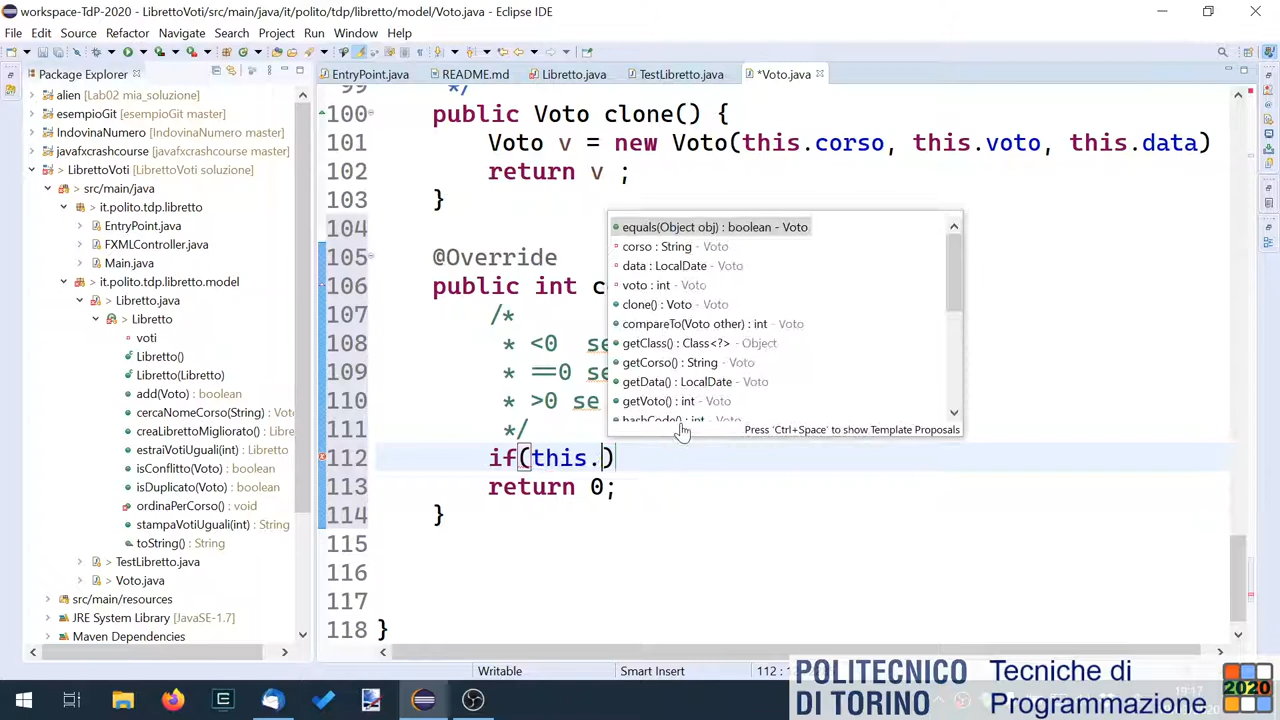 workspace-TdP-2020 - LibrettoVoti/src/main/java/it/polito/tdp/libretto/model/Voto.java - Eclipse IDE
File Edit Source Refactor Navigate Search Project Run Window Help
Package Explorer
EntryPoint.java README.md Libretto.java TestLibretto.java *Voto.java
alien [Lab02 mia_soluzione]
esempioGit [esempioGit master]
IndovinaNumero [IndovinaNumero master]
javafxcrashcourse [javafxcrashcourse master]
LibrettoVoti [LibrettoVoti soluzione]
src/main/java
it.polito.tdp.libretto
EntryPoint.java
FXMLController.java
Main.java
it.polito.tdp.libretto.model
Libretto.java
Libretto
voti
Libretto()
Libretto(Libretto)
add(Voto) : boolean
cercaNomeCorso(String) : Voto
creaLibrettoMigliorato() : Libretto
estraiVotiUguali(int) : Libretto
isConflitto(Voto) : boolean
isDuplicato(Voto) : boolean
ordinaPerCorso() : void
stampaVotiUguali(int) : String
toString() : String
TestLibretto.java
Voto.java
src/main/resources
JRE System Library [JavaSE-1.7]
Maven Dependencies
99 */
100 public Voto clone() {
101 Voto v = new Voto(this.corso, this.voto, this.data)
102 return v ;
103 }
104
105 @Override
106 public int c
107 /*
108 * <0 se
109 * ==0 se
110 * >0 se
111 */
112 if(this.)
113 return 0;
114 }
115
116
117
118 }
equals(Object obj) : boolean - Voto
corso : String - Voto
data : LocalDate - Voto
voto : int - Voto
clone() : Voto - Voto
compareTo(Voto other) : int - Voto
getClass() : Class<?> - Object
getCorso() : String - Voto
getData() : LocalDate - Voto
getVoto() : int - Voto
hashCode() : int - Voto
Press 'Ctrl+Space' to show Template Proposals
Writable Smart Insert 112 :
POLITECNICO
DI TORINO
Tecniche di
Programmazione
2020
19:17